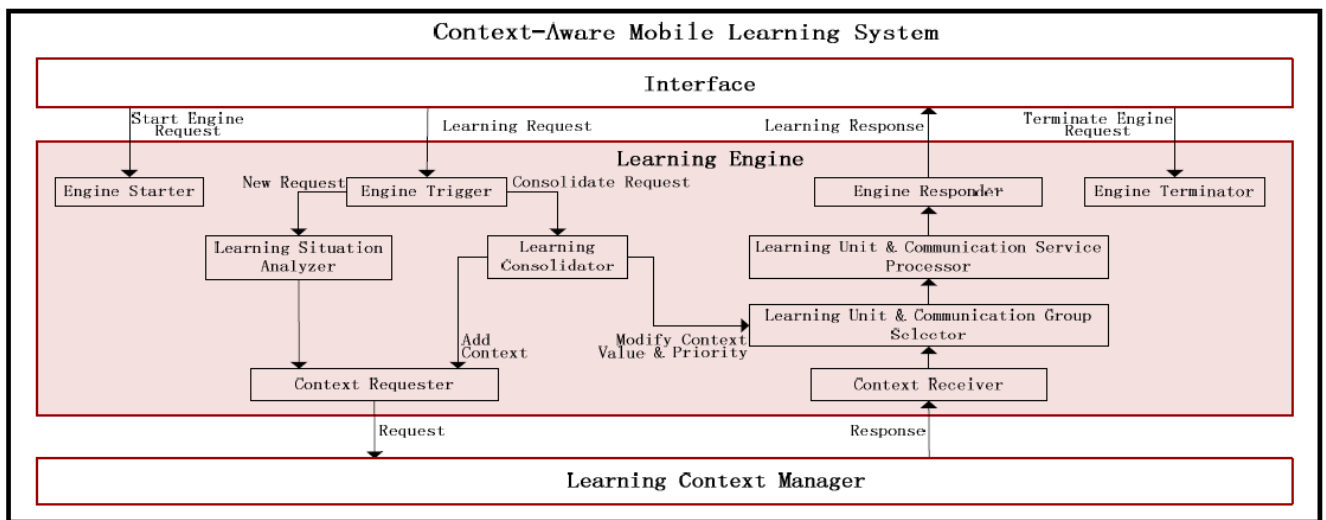 Context-Aware Mobile Learning System
Interface
Start Engine
Request
Learning Request
Learning Response
Terminate Engine
Request
Learning Engine
New Request
Consolidate Request
Engine Starter
Engine Trigger
Engine Responder
Engine Terminator
Learning Situation
Analyzer
Learning
Consolidator
Learning Unit & Communication Service
Processor
Learning Unit & Communication Group
Selector
Add
Context
Modify Context
Value & Priority
Context Requester
Context Receiver
Request
Response
Learning Context Manager